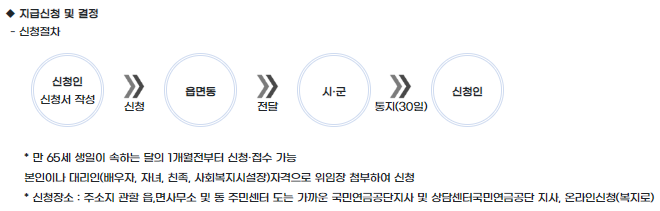 ◆ 지급신청 및 결정
- 신청절차
신청인
신청서 작성
신청
읍면동
전달
시·군
통지(30일)
신청인
* 만 65세 생일이 속하는 달의 1개월전부터 신청·접수 가능
본인이나 대리인(배우자, 자녀, 친족, 사회복지시설장)자격으로 위임장 첨부하여 신청
* 신청장소 : 주소지 관할 읍,면사무소 및 동 주민센터 또는 가까운 국민연금공단지사 및 상담센터국민연금공단 지사, 온라인신청(복지로)